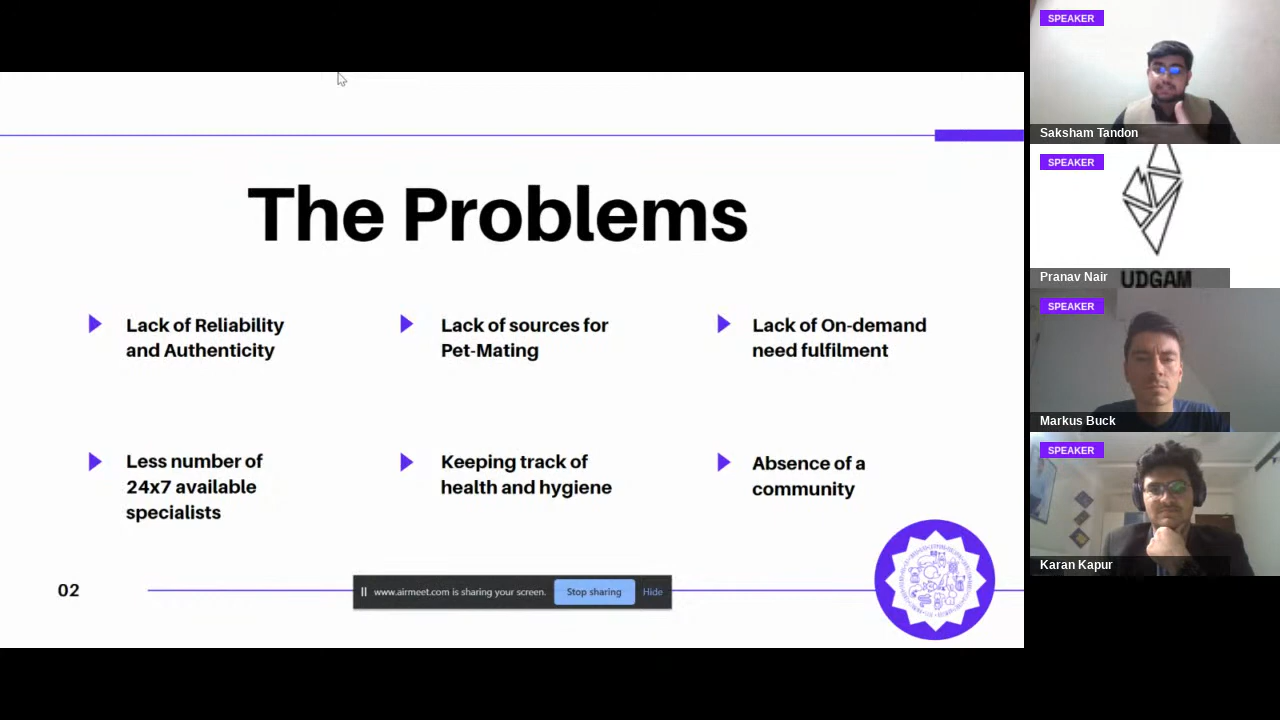 The Problems
Lack of Reliability
and Authenticity
Lack of sources for
Pet-Mating
Lack of On-demand
need fulfilment
Less number of
24x7 available
specialists
Keeping track of
health and hygiene
Absence of a
community
02
www.airmeet.com is sharing your screen.
Stop sharing
Hide
SPEAKER
Saksham Tandon
SPEAKER
UDGAM
Pranav Nair
SPEAKER
Markus Buck
SPEAKER
Karan Kapur